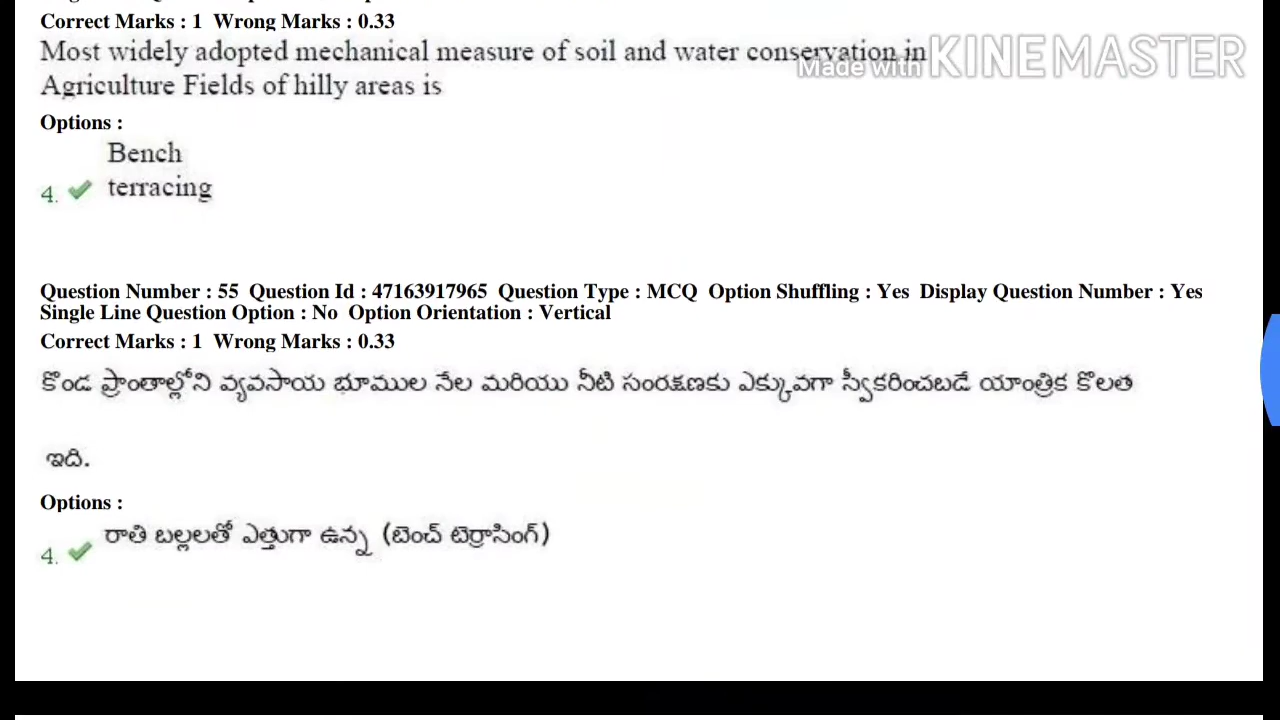 Correct Marks : 1 Wrong Marks : 0.33
Most widely adopted mechanical measure of soil and water conservation in
Made with KINEMASTER
Agriculture Fields of hilly areas is
Options :
Bench
4. terracing
Question Number : 55 Question Id : 47163917965 Question Type : MCQ Option Shuffling : Yes Display Question Number : Yes
Single Line Question Option : No Option Orientation : Vertical
Correct Marks : 1 Wrong Marks : 0.33
కొండ ప్రాంతాల్లోని వ్యవసాయ భూముల నేల మరియు నీటి సంరక్షణకు ఎక్కువగా స్వీకరించబడే యాంత్రిక కొలత
ఇది.
Options :
రాతి బల్లలతో ఎత్తుగా ఉన్న (టెంచ్ టెర్రాసింగ్)
4.